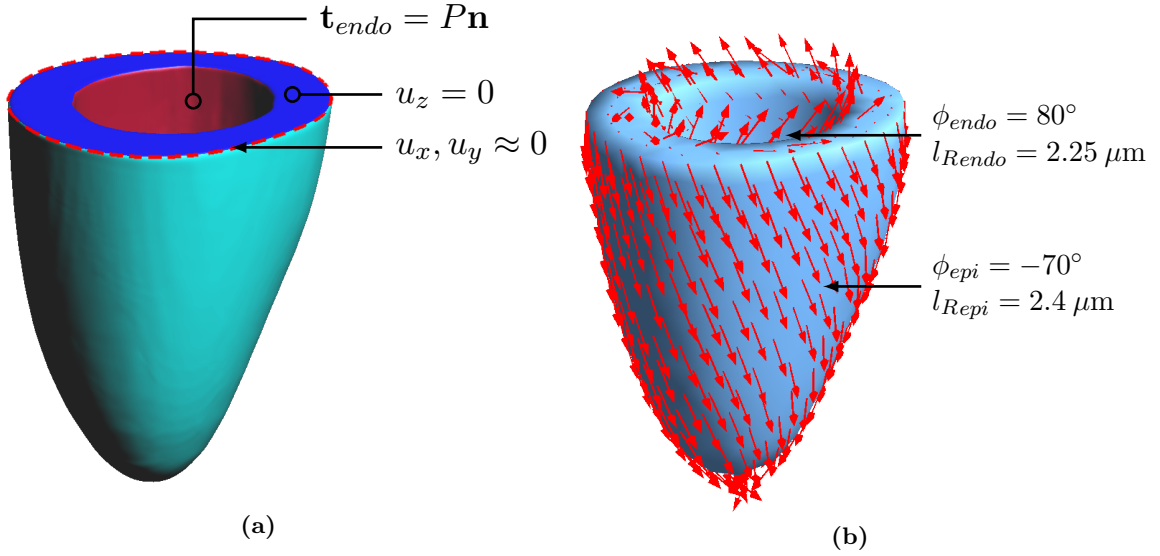 t_endo = Pn
u_z = 0
u_x, u_y ≈ 0
(a)
ϕ_endo = 80°
l_Rendo = 2.25 μm
ϕ_epi = −70°
l_Repi = 2.4 μm
(b)